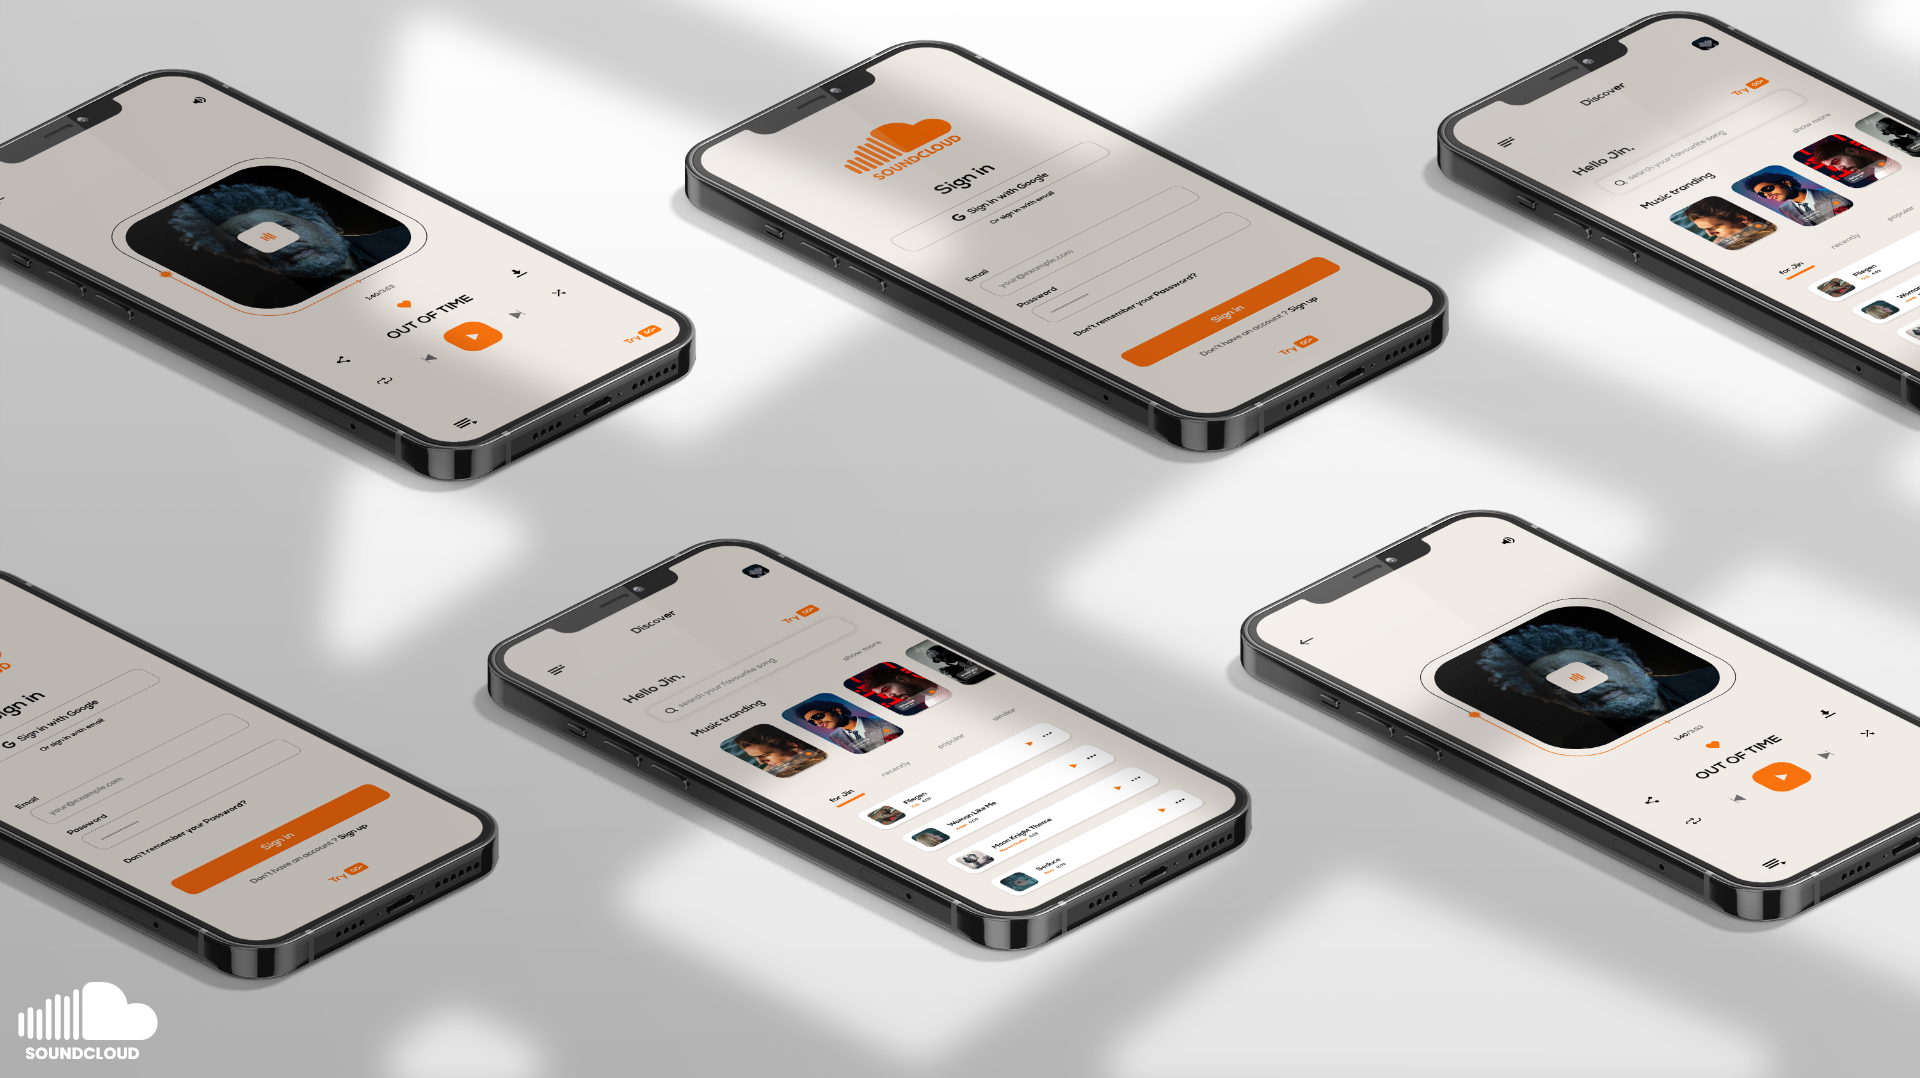 1:40/3:53
OUT OF TIME
Try GO+
SOUNDCLOUD
Sign in
G Sign in with Google
Or sign in with email
Email
your@example.com
Password
Don't remember your Password?
Sign in
Don't have an account ? Sign up
Try GO+
Discover
Try GO+
Hello Jin,
search your favourite song
Music tranding
show more
for Jin
recently
popular
Fliegen
Woman
Sign in
G Sign in with Google
Or sign in with email
Email
your@example.com
Password
Don't remember your Password?
Sign in
Don't have an account ? Sign up
Try GO+
Discover
Try GO+
Hello Jin,
search your favourite song
Music tranding
show more
for Jin
recently
popular
similar
Fliegen
Woman Like Me
Moon Knight Theme
Seduce
1:40/3:53
OUT OF TIME
SOUNDCLOUD